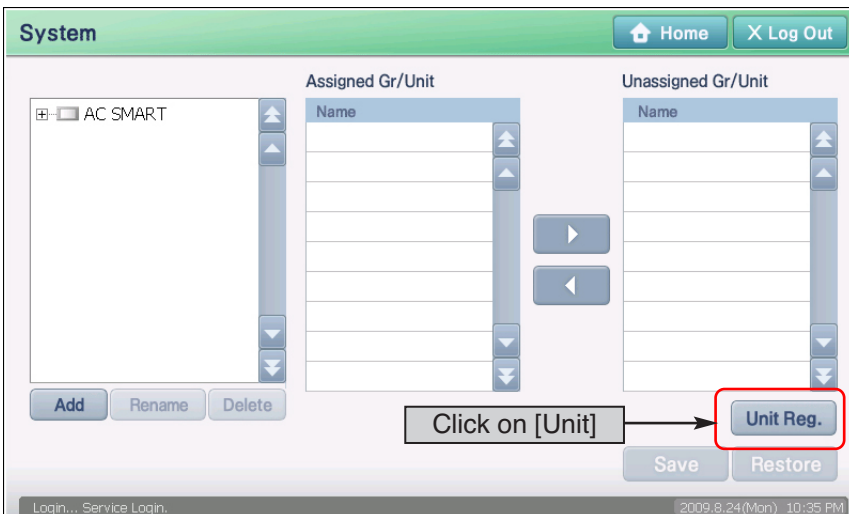 System
Home
X Log Out
Assigned Gr/Unit
Unassigned Gr/Unit
AC SMART
Name
Name
Add
Rename
Delete
Click on [Unit]
Unit Reg.
Save
Restore
Login... Service Login.
2009.8.24(Mon) 10:35 PM